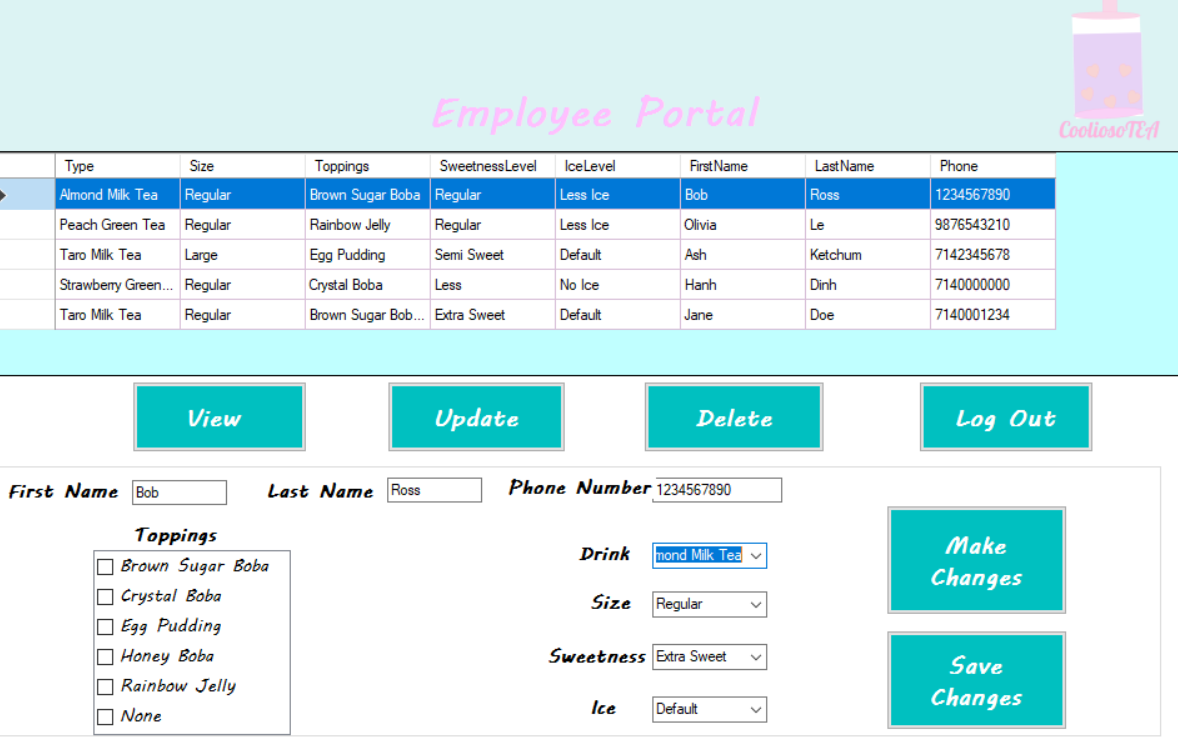 Employee Portal
CooliosoTEA
Type Size Toppings SweetnessLevel IceLevel FirstName LastName Phone
Almond Milk Tea Regular Brown Sugar Boba Regular Less Ice Bob Ross 1234567890
Peach Green Tea Regular Rainbow Jelly Regular Less Ice Olivia Le 9876543210
Taro Milk Tea Large Egg Pudding Semi Sweet Default Ash Ketchum 7142345678
Strawberry Green... Regular Crystal Boba Less No Ice Hanh Dinh 7140000000
Taro Milk Tea Regular Brown Sugar Bob... Extra Sweet Default Jane Doe 7140001234
View Update Delete Log Out
First Name Bob Last Name Ross Phone Number 1234567890
Toppings
Brown Sugar Boba
Crystal Boba
Egg Pudding
Honey Boba
Rainbow Jelly
None
Drink mond Milk Tea
Size Regular
Sweetness Extra Sweet
Ice Default
Make
Changes
Save
Changes